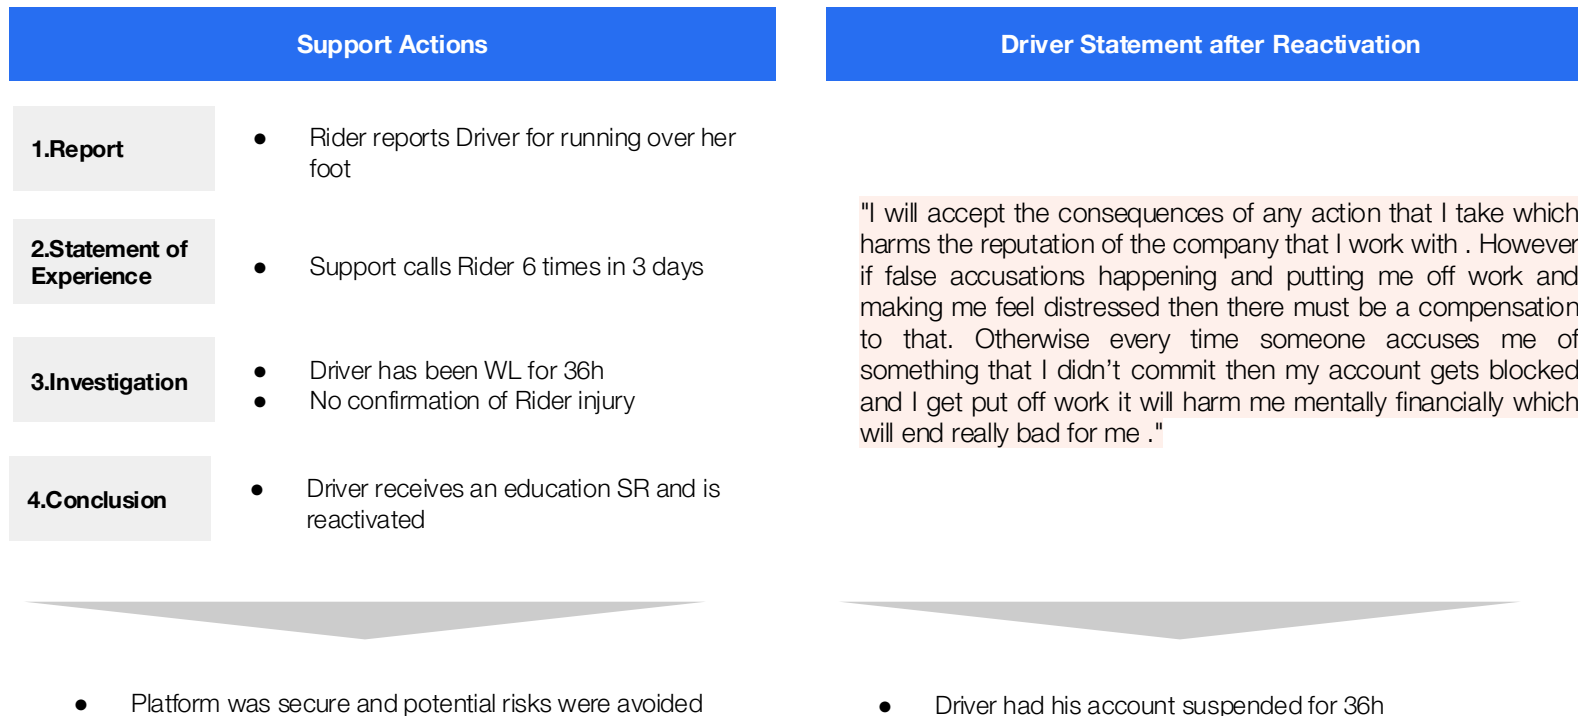 Support Actions
1.Report
● Rider reports Driver for running over her
foot
2.Statement of
Experience
● Support calls Rider 6 times in 3 days
3.Investigation
● Driver has been WL for 36h
● No confirmation of Rider injury
4.Conclusion
● Driver receives an education SR and is
reactivated
● Platform was secure and potential risks were avoided
Driver Statement after Reactivation
"I will accept the consequences of any action that I take which
harms the reputation of the company that I work with . However
if false accusations happening and putting me off work and
making me feel distressed then there must be a compensation
to that. Otherwise every time someone accuses me of
something that I didn’t commit then my account gets blocked
and I get put off work it will harm me mentally financially which
will end really bad for me ."
● Driver had his account suspended for 36h